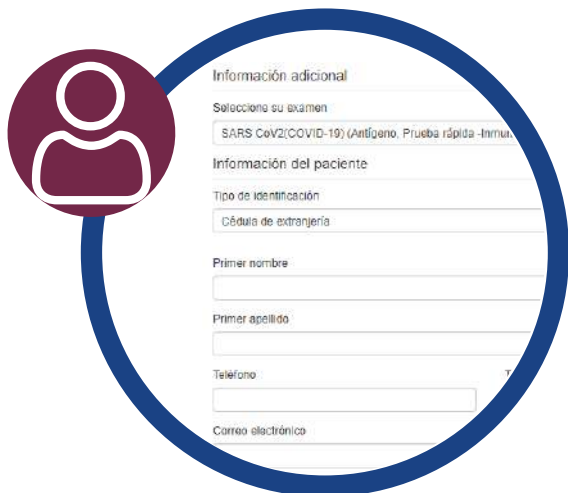 Información adicional
Seleccione su examen
SARS CoV2(COVID-19) (Antígeno, Prueba rápida -Inmun
Información del paciente
Tipo de identificación
Cédula de extranjería
Primer nombre
Primer apellido
Teléfono
Correo electrónico